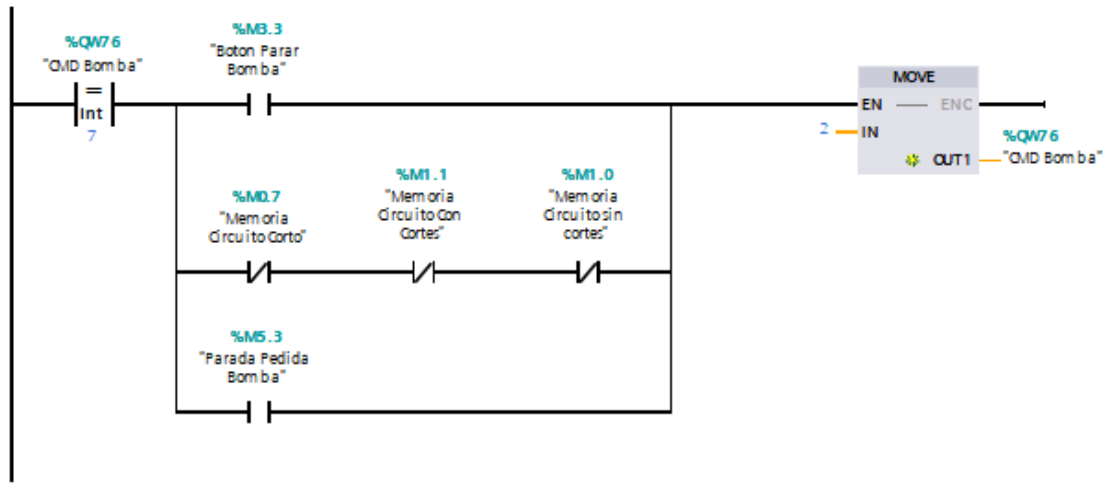 %QW76
"CMD Bomba"
=
Int
7
%M3.3
"Boton Parar
Bomba"
MOVE
EN
ENO
2
IN
OUT1
%QW76
"CMD Bomba"
%M0.7
"Memoria
Circuito Corto"
%M1.1
"Memoria
Circuito Con
Cortes"
%M1.0
"Memoria
Circuito sin
cortes"
%M5.3
"Parada Pedida
Bomba"